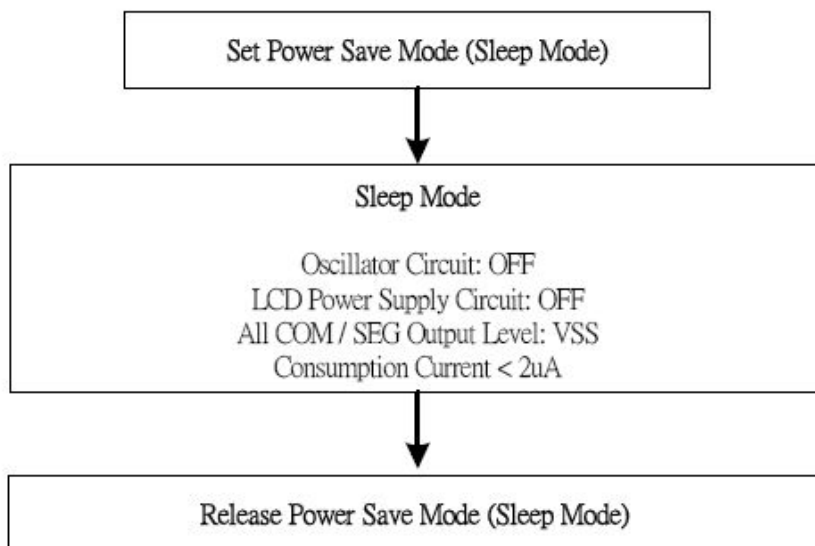 Set Power Save Mode (Sleep Mode)
Sleep Mode
Oscillator Circuit: OFF
LCD Power Supply Circuit: OFF
All COM / SEG Output Level: VSS
Consumption Current < 2uA
Release Power Save Mode (Sleep Mode)